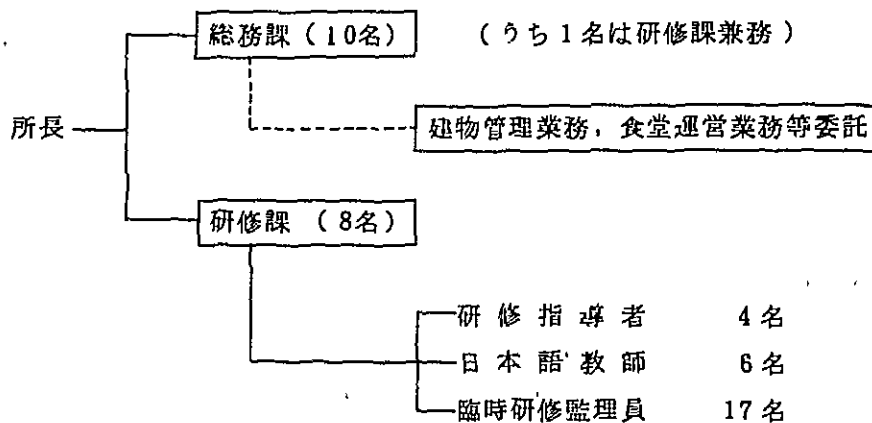 総務課（10名）　（うち1名は研修課兼務）
所長
建物管理業務，食堂運営業務等委託
研修課（8名）
研修指導者　4名
日本語教師　6名
臨時研修監理員　17名